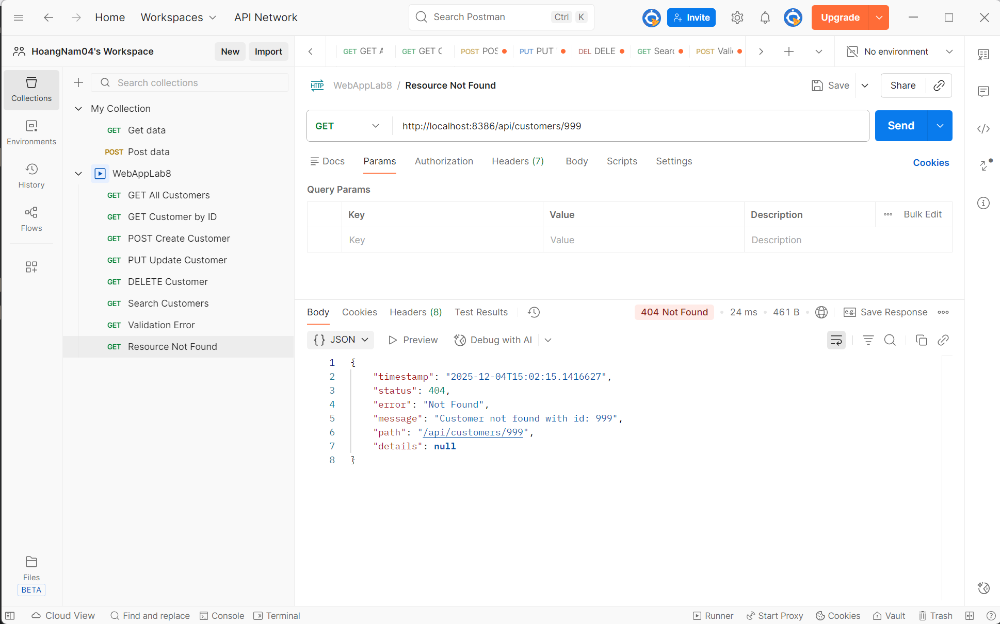 Home Workspaces API Network Search Postman Ctrl K Invite Upgrade
HoangNam04's Workspace New Import GET GET A GET GET C POST POS PUT PUT DEL DELE GET Sear POST Vali No environment
Search collections
Collections
My Collection
GET Get data
POST Post data
WebAppLab8
GET GET All Customers
GET GET Customer by ID
GET POST Create Customer
GET PUT Update Customer
GET DELETE Customer
GET Search Customers
GET Validation Error
GET Resource Not Found
Environments
History
Flows
Files
BETA
HTTP WebAppLab8 / Resource Not Found Save Share
GET http://localhost:8386/api/customers/999 Send
Docs Params Authorization Headers (7) Body Scripts Settings Cookies
Query Params
Key Value Description Bulk Edit
Key Value Description
Body Cookies Headers (8) Test Results 404 Not Found 24 ms 461 B e.g. Save Response
{} JSON Preview Debug with AI
1 {
2 "timestamp": "2025-12-04T15:02:15.1416627",
3 "status": 404,
4 "error": "Not Found",
5 "message": "Customer not found with id: 999",
6 "path": "/api/customers/999",
7 "details": null
8 }
Cloud View Find and replace Console Terminal Runner Start Proxy Cookies Vault Trash